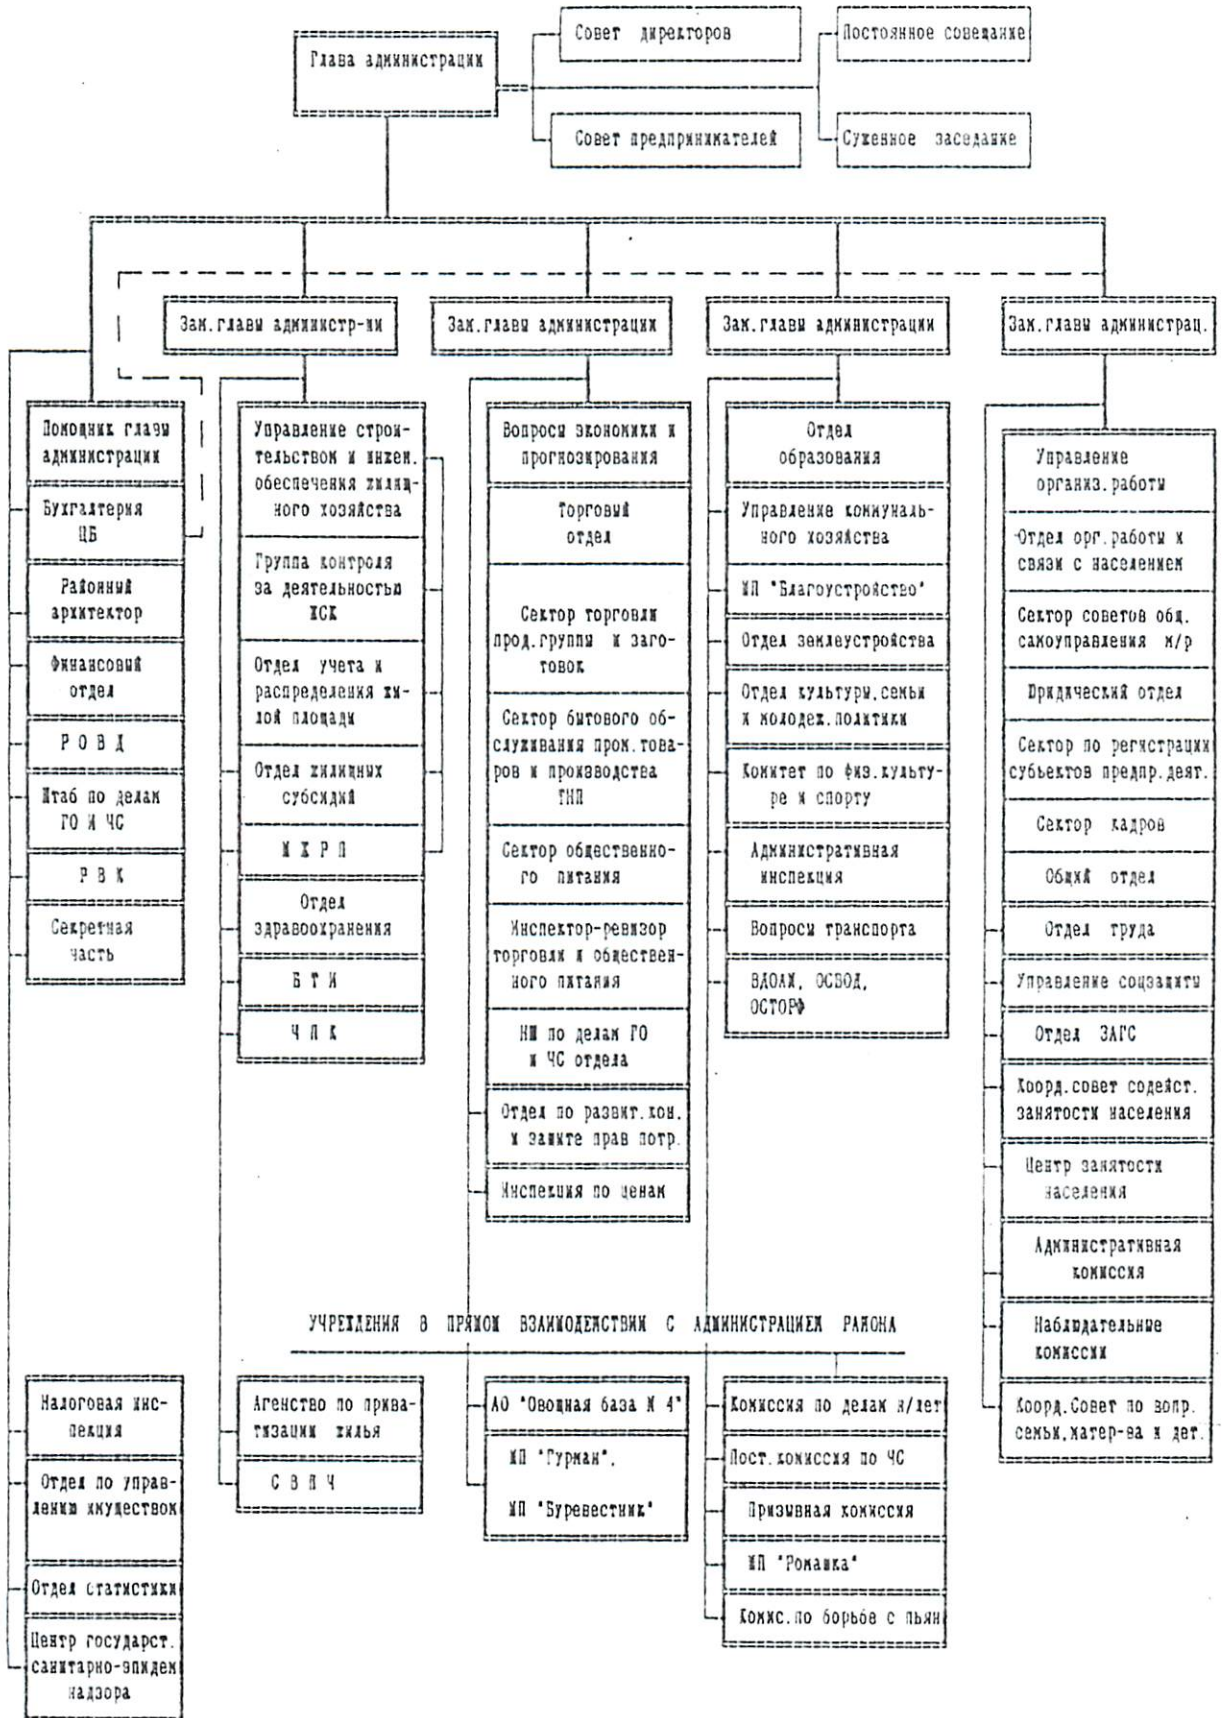 Глава администрации
Совет директоров
Постоянное совещание
Совет предпринимателей
Суженное заседание
Зам.главы администр-ии
Зам.главы администрации
Зам.главы администрации
Зам.главы администрац.
Помощник главы
администрации
Бухгалтерия
ЦБ
Районный
архитектор
Финансовый
отдел
Р О В Д
Штаб по делам
ГО И ЧС
Р В К
Секретная
часть
Управление строи-
тельством и инжен.
обеспечения жилищ-
ного хозяйства
Группа контроля
за деятельностью
ЖСК
Отдел учета и
распределения жи-
лой площади
Отдел жилищных
субсидий
М Ж Р П
Отдел
здравоохранения
Б Т И
Ч П К
Вопросы экономики и
прогнозирования
Торговый
отдел
Сектор торговли
прод.группы и заго-
товок
Сектор бытового об-
служивания пром.това-
ров и производства
ТНП
Сектор общественно-
го питания
Инспектор-ревизор
торговли и обществен-
ного питания
НШ по делам ГО
и ЧС отдела
Отдел по развит.кон.
и защите прав потр.
Инспекция по ценам
Отдел
образования
Управление коммуналь-
ного хозяйства
МП "Благоустройство"
Отдел землеустройства
Отдел культуры.семьи
и молодеж.политики
Комитет по физ.культу-
ре и спорту
Административная
инспекция
Вопросы транспорта
ВДОАМ, ОСВОД,
ОСТОРФ
Управление
организ.работы
Отдел орг.работы и
связи с населением
Сектор советов общ.
самоуправления м/р
Юридический отдел
Сектор по регистрации
субъектов предпр.деят.
Сектор кадров
Общий отдел
Отдел труда
Управление соцзащиты
Отдел ЗАГС
Коорд.совет содейст.
занятости населения
Центр занятости
населения
Административная
комиссия
Наблюдательные
комиссии
Коорд.Совет по вопр.
семьи,матер-ва и дет.
УЧРЕЖДЕНИЯ В ПРЯМОМ ВЗАИМОДЕЙСТВИИ С АДМИНИСТРАЦИЕЙ РАЙОНА
Налоговая инс-
пекция
Отдел по управ-
лению имуществом
Отдел статистики
Центр государст.
санитарно-эпидем
надзора
Агенство по прива-
тизации жилья
С В П Ч
АО "Овощная база N 4"
МП "Гурман".
МП "Буревестник"
Комиссия по делам н/лет
Пост.комиссия по ЧС
Призывная комиссия
МП "Ромашка"
Комис.по борьбе с пьян